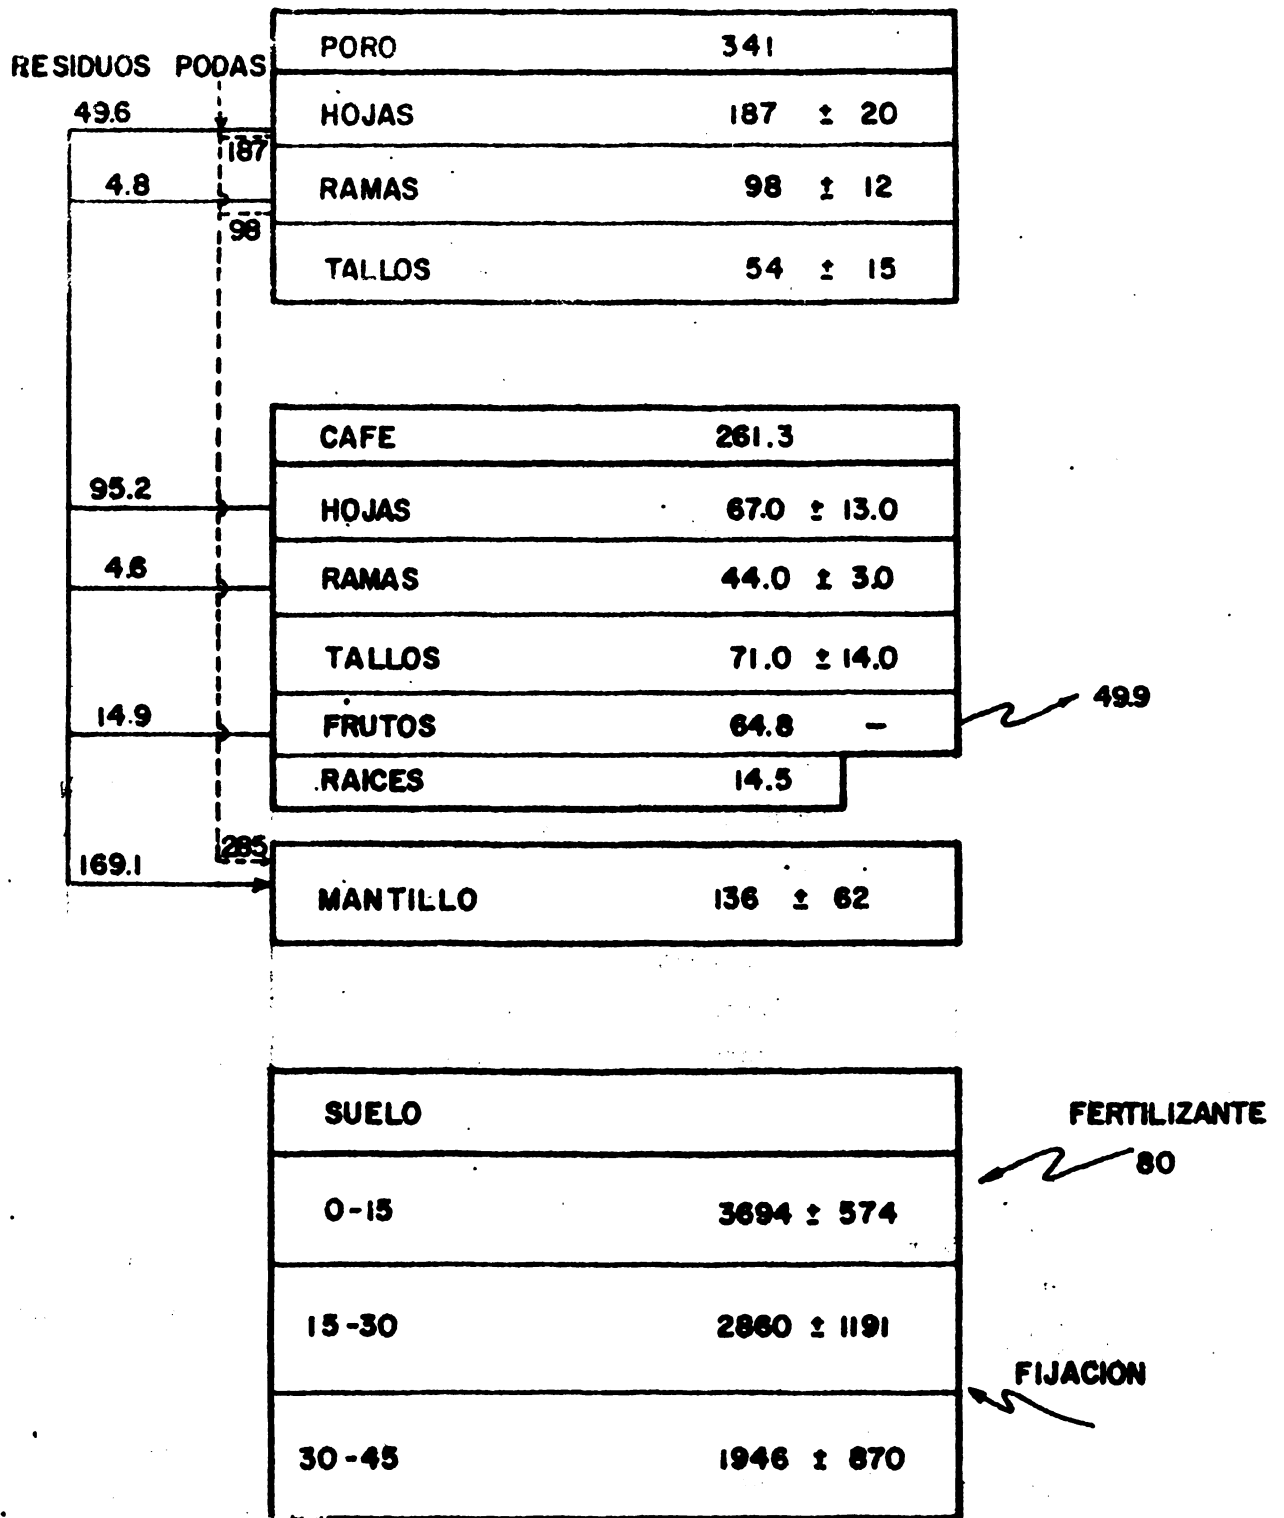 PORO 341
RESIDUOS PODAS
49.6
HOJAS 187 ± 20
187
4.8
RAMAS 98 ± 12
98
TALLOS 54 ± 15
CAFE 261.3
95.2
HOJAS 67.0 ± 13.0
4.6
RAMAS 44.0 ± 3.0
TALLOS 71.0 ± 14.0
14.9
FRUTOS 64.8 –
49.9
RAICES 14.5
285
169.1
MANTILLO 136 ± 62
SUELO
FERTILIZANTE
80
0-15 3694 ± 574
15-30 2860 ± 1191
FIJACION
30-45 1946 ± 870